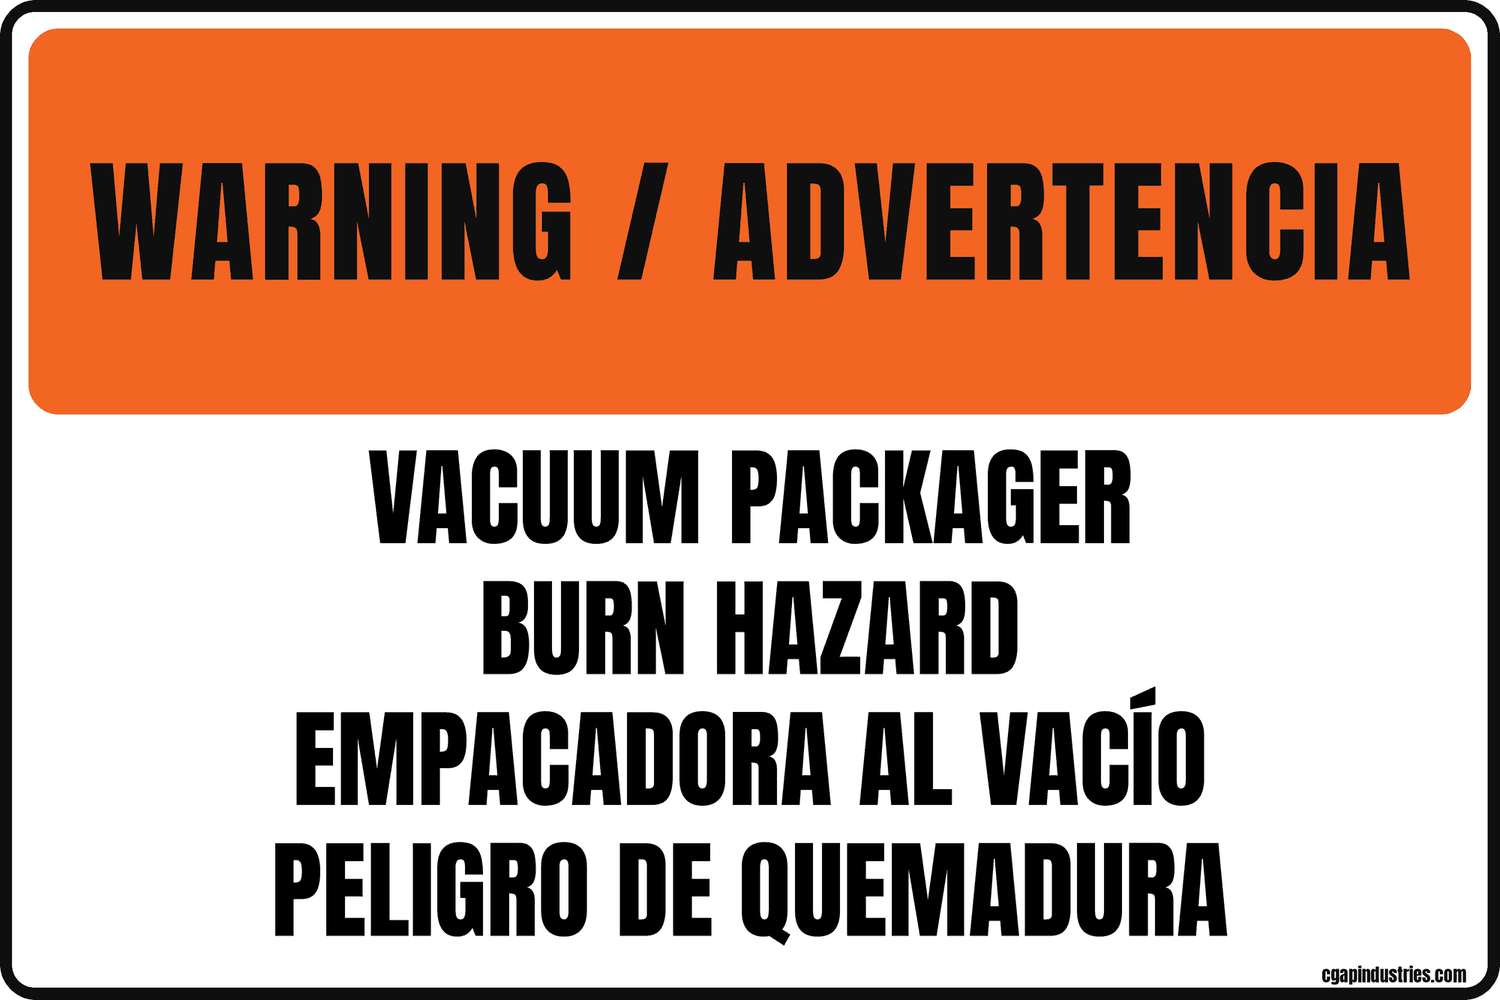 WARNING / ADVERTENCIA
VACUUM PACKAGER
BURN HAZARD
EMPACADORA AL VACÍO
PELIGRO DE QUEMADURA
cgapindustries.com